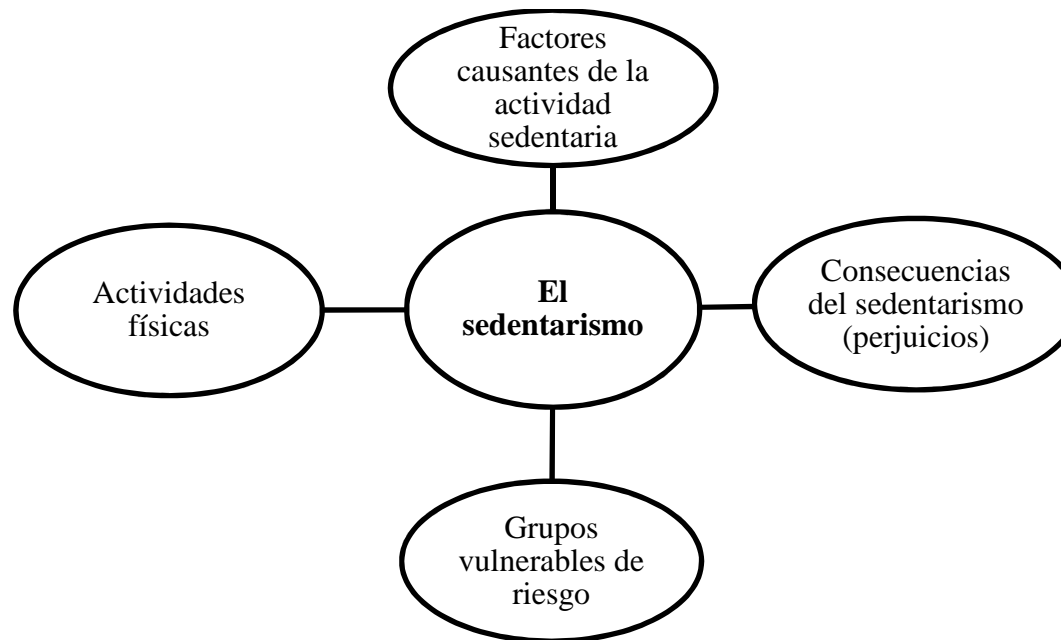 Factores
causantes de la
actividad
sedentaria
Actividades
físicas
El
sedentarismo
Consecuencias
del sedentarismo
(perjuicios)
Grupos
vulnerables de
riesgo